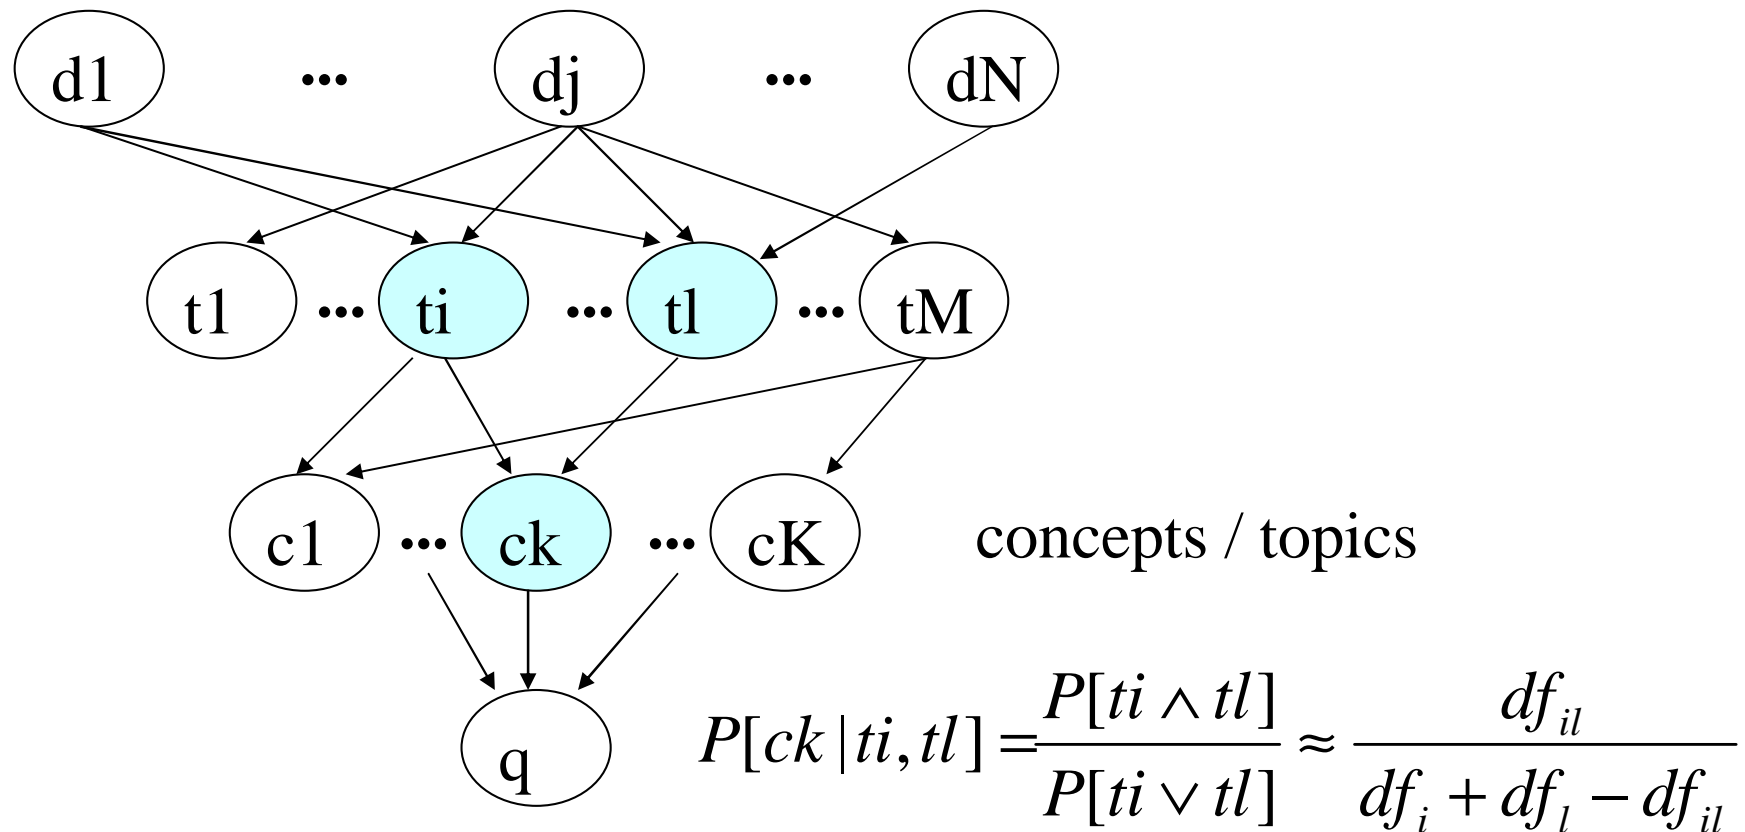 d1 ... dj ... dN
t1 ... ti ... tl ... tM
c1 ... ck ... cK concepts / topics
q P[ck | ti, tl] = P[ti ∧ tl] / P[ti ∨ tl] ≈ df_il / (df_i + df_l − df_il)